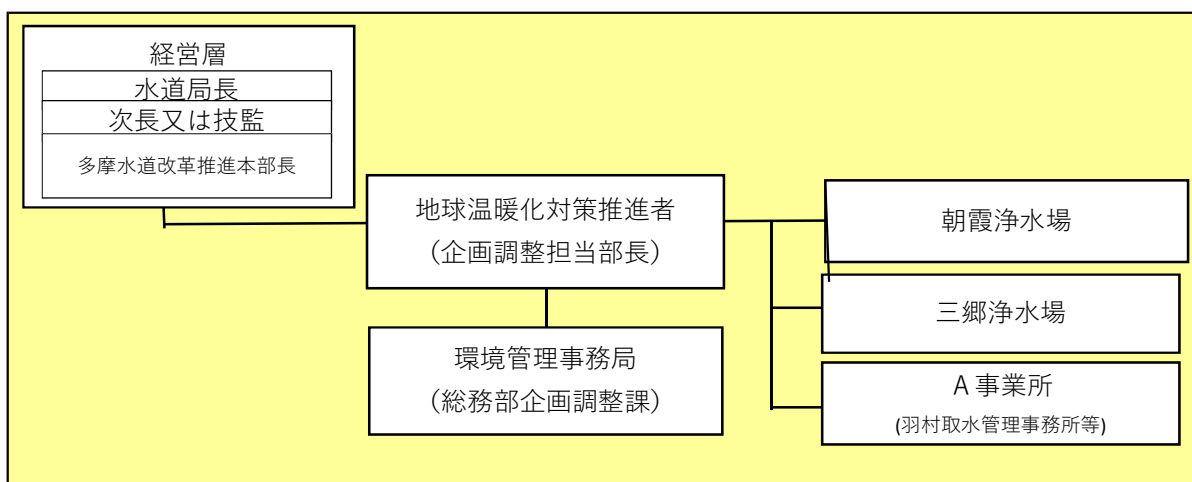 経営層
水道局長
次長又は技監
多摩水道改革推進本部長
地球温暖化対策推進者
（企画調整担当部長）
環境管理事務局
（総務部企画調整課）
朝霞浄水場
三郷浄水場
A 事業所
(羽村取水管理事務所等)